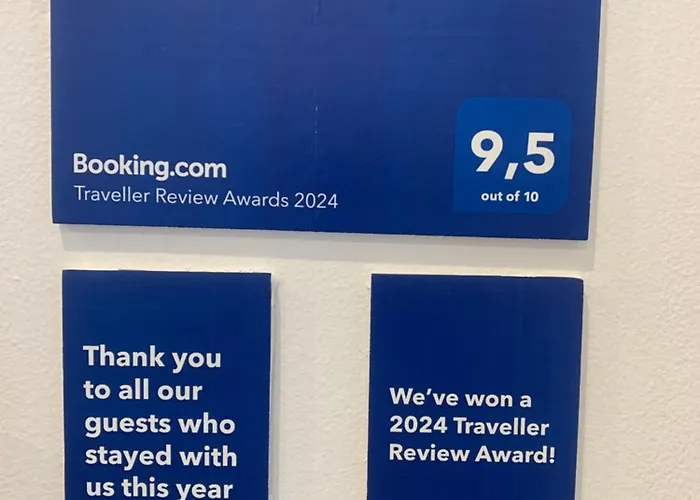 Booking.com
Traveller Review Awards 2024
9,5
out of 10
Thank you
to all our
guests who
stayed with
us this year
We've won a
2024 Traveller
Review Award!